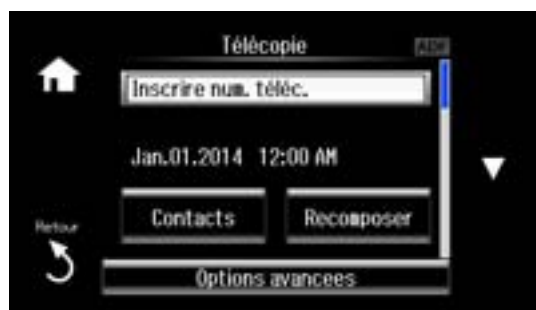 Télécopie ADF
Inscrire num. téléc.
Jan.01.2014 12:00 AM
Contacts Recomposer
Retour
Options avancees